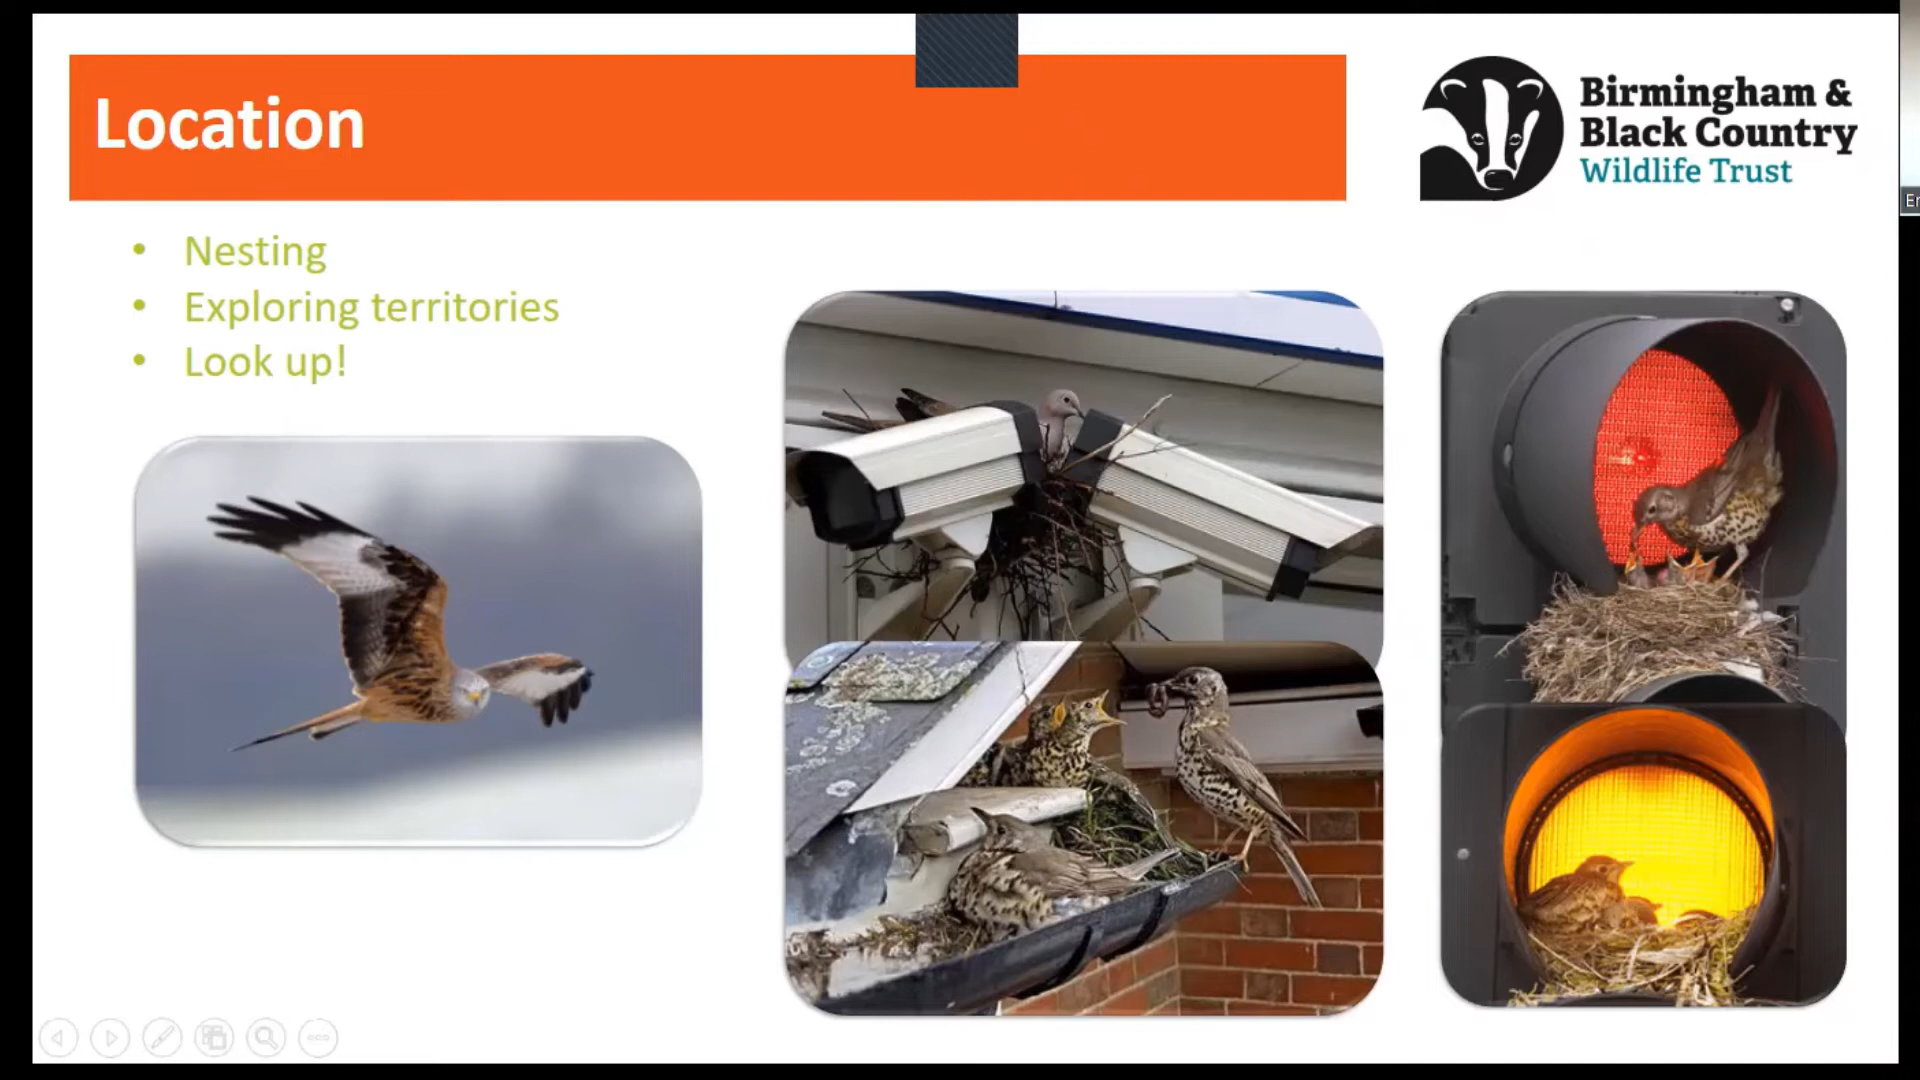 Location
Birmingham &
Black Country
Wildlife Trust
• Nesting
• Exploring territories
• Look up!